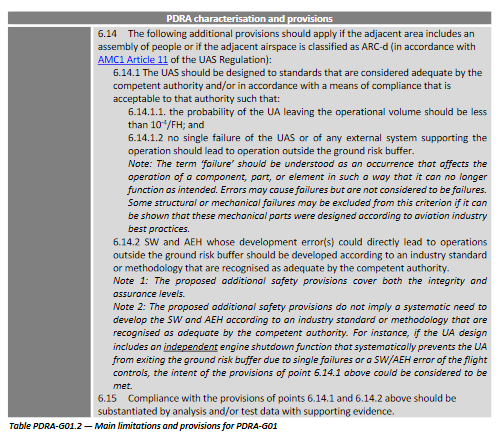 PDRA characterisation and provisions
6.14 The following additional provisions should apply if the adjacent area includes an
assembly of people or if the adjacent airspace is classified as ARC-d (in accordance with
AMC1 Article 11 of the UAS Regulation):
6.14.1 The UAS should be designed to standards that are considered adequate by the
competent authority and/or in accordance with a means of compliance that is
acceptable to that authority such that:
6.14.1.1. the probability of the UA leaving the operational volume should be less
than 10⁻⁴/FH; and
6.14.1.2 no single failure of the UAS or of any external system supporting the
operation should lead to operation outside the ground risk buffer.
Note: The term ‘failure’ should be understood as an occurrence that affects the
operation of a component, part, or element in such a way that it can no longer
function as intended. Errors may cause failures but are not considered to be failures.
Some structural or mechanical failures may be excluded from this criterion if it can
be shown that these mechanical parts were designed according to aviation industry
best practices.
6.14.2 SW and AEH whose development error(s) could directly lead to operations
outside the ground risk buffer should be developed according to an industry standard
or methodology that are recognised as adequate by the competent authority.
Note 1: The proposed additional safety provisions cover both the integrity and
assurance levels.
Note 2: The proposed additional safety provisions do not imply a systematic need to
develop the SW and AEH according to an industry standard or methodology that are
recognised as adequate by the competent authority. For instance, if the UA design
includes an independent engine shutdown function that systematically prevents the UA
from exiting the ground risk buffer due to single failures or a SW/AEH error of the flight
controls, the intent of the provisions of point 6.14.1 above could be considered to be
met.
6.15 Compliance with the provisions of points 6.14.1 and 6.14.2 above should be
substantiated by analysis and/or test data with supporting evidence.
Table PDRA-G01.2 — Main limitations and provisions for PDRA-G01